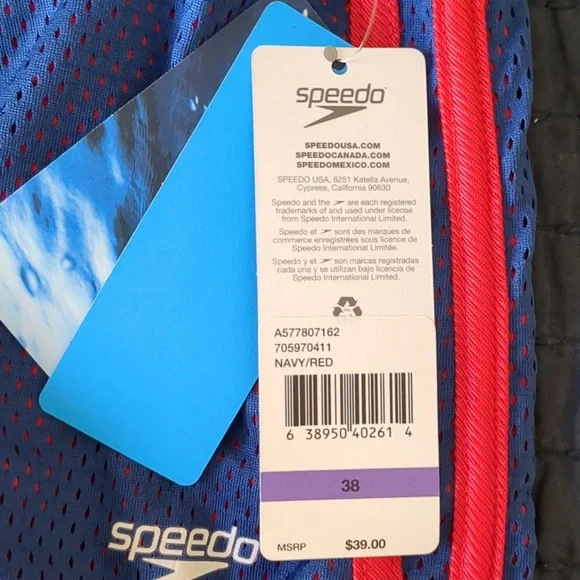 speedo
SPEEDOUSA.COM
SPEEDOCANADA.COM
SPEEDOMEXICO.COM
SPEEDO USA, 6251 Katella Avenue,
Cypress, California 90630
Speedo and the are each registered
trademarks of and used under license
from Speedo International Limited.
Speedo et sont des marques de
commerce enregistrées sous licence de
Speedo International Limitée.
Speedo y et son marcas registradas
cada una y se utilizan bajo licencia de
Speedo International Limited.
A577807162
705970411
NAVY/RED
6 38950 40261 4
38
MSRP $39.00
speedo